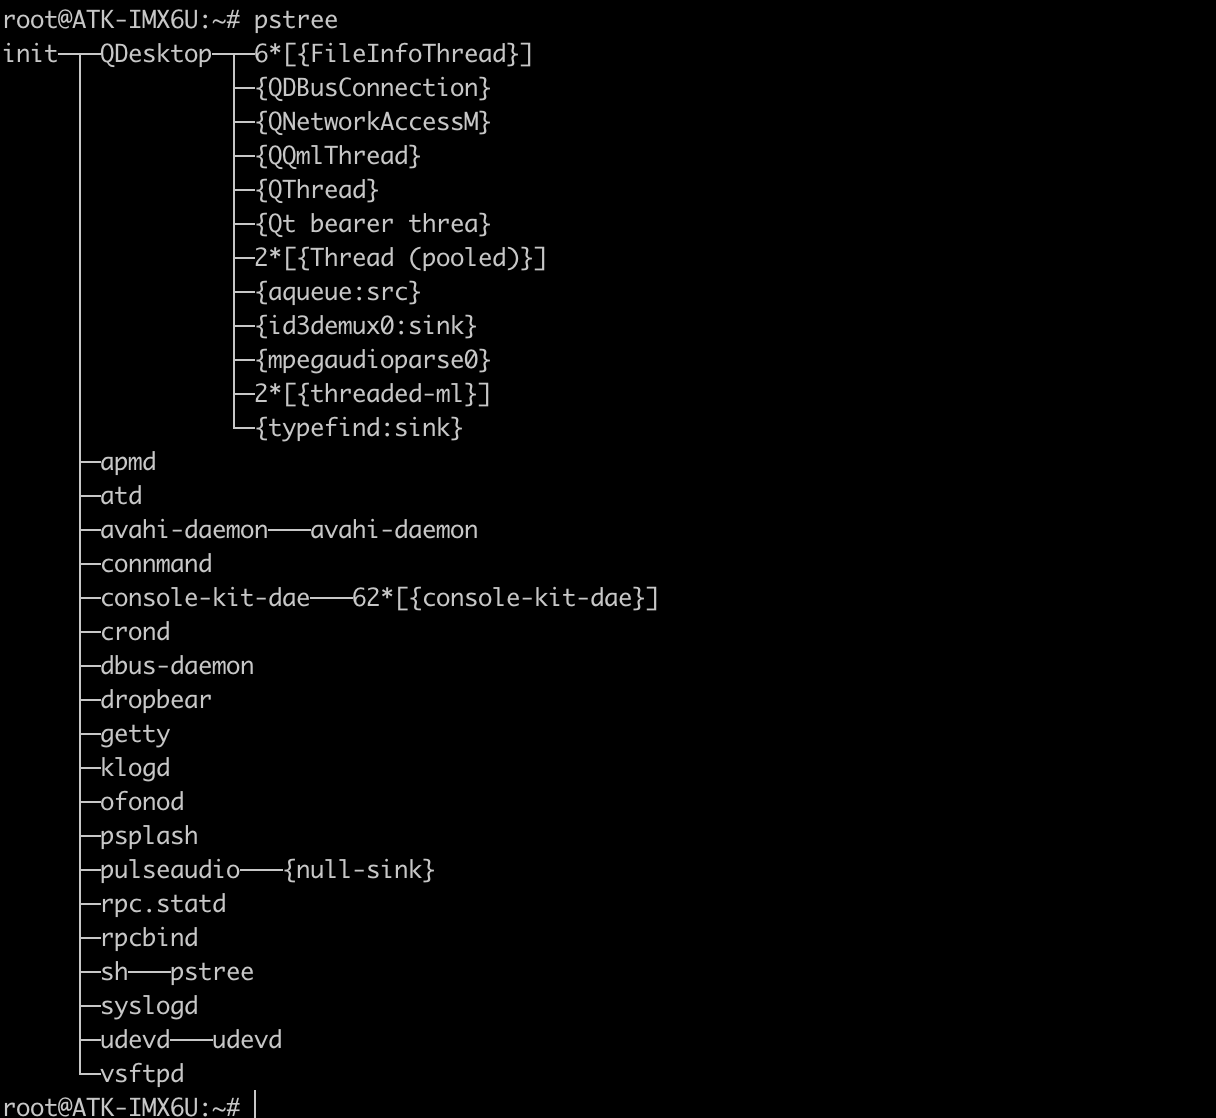 root@ATK-IMX6U:~# pstree
init─┬─QDesktop─┬─6*[{FileInfoThread}]
     │          ├─{QDBusConnection}
     │          ├─{QNetworkAccessM}
     │          ├─{QQmlThread}
     │          ├─{QThread}
     │          ├─{Qt bearer threa}
     │          ├─2*[{Thread (pooled)}]
     │          ├─{aqueue:src}
     │          ├─{id3demux0:sink}
     │          ├─{mpegaudioparse0}
     │          ├─2*[{threaded-ml}]
     │          └─{typefind:sink}
     ├─apmd
     ├─atd
     ├─avahi-daemon───avahi-daemon
     ├─connmand
     ├─console-kit-dae───62*[{console-kit-dae}]
     ├─crond
     ├─dbus-daemon
     ├─dropbear
     ├─getty
     ├─klogd
     ├─ofonod
     ├─psplash
     ├─pulseaudio───{null-sink}
     ├─rpc.statd
     ├─rpcbind
     ├─sh───pstree
     ├─syslogd
     ├─udevd───udevd
     └─vsftpd
root@ATK-IMX6U:~#